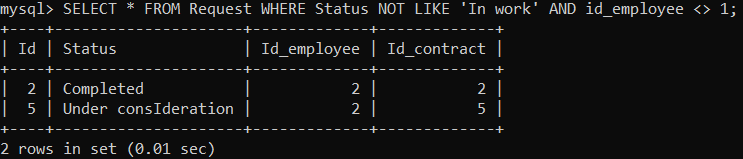 mysql> SELECT * FROM Request WHERE Status NOT LIKE 'In work' AND id_employee <> 1;
+----+---------------------+-------------+-------------+
| Id | Status              | Id_employee | Id_contract |
+----+---------------------+-------------+-------------+
|  2 | Completed           |           2 |           2 |
|  5 | Under consIderation |           2 |           5 |
+----+---------------------+-------------+-------------+
2 rows in set (0.01 sec)